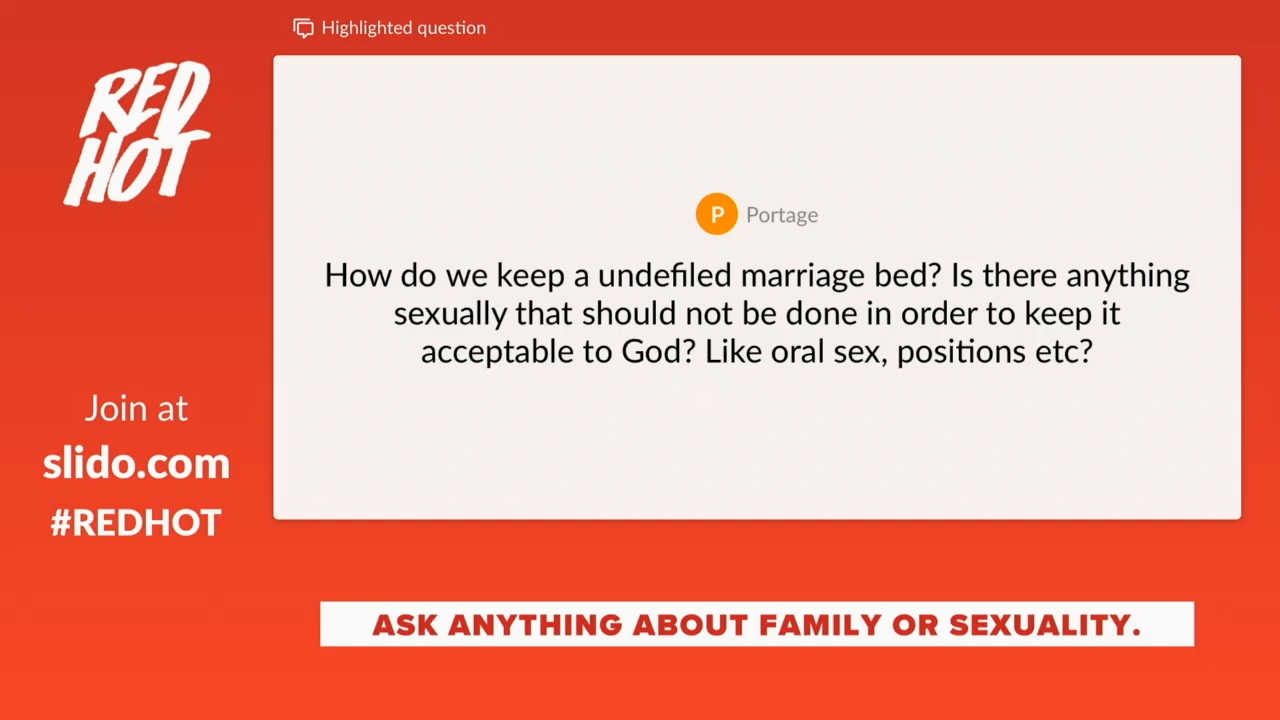 Highlighted question
RED
HOT
P Portage
How do we keep a undefiled marriage bed? Is there anything
sexually that should not be done in order to keep it
acceptable to God? Like oral sex, positions etc?
Join at
slido.com
#REDHOT
ASK ANYTHING ABOUT FAMILY OR SEXUALITY.